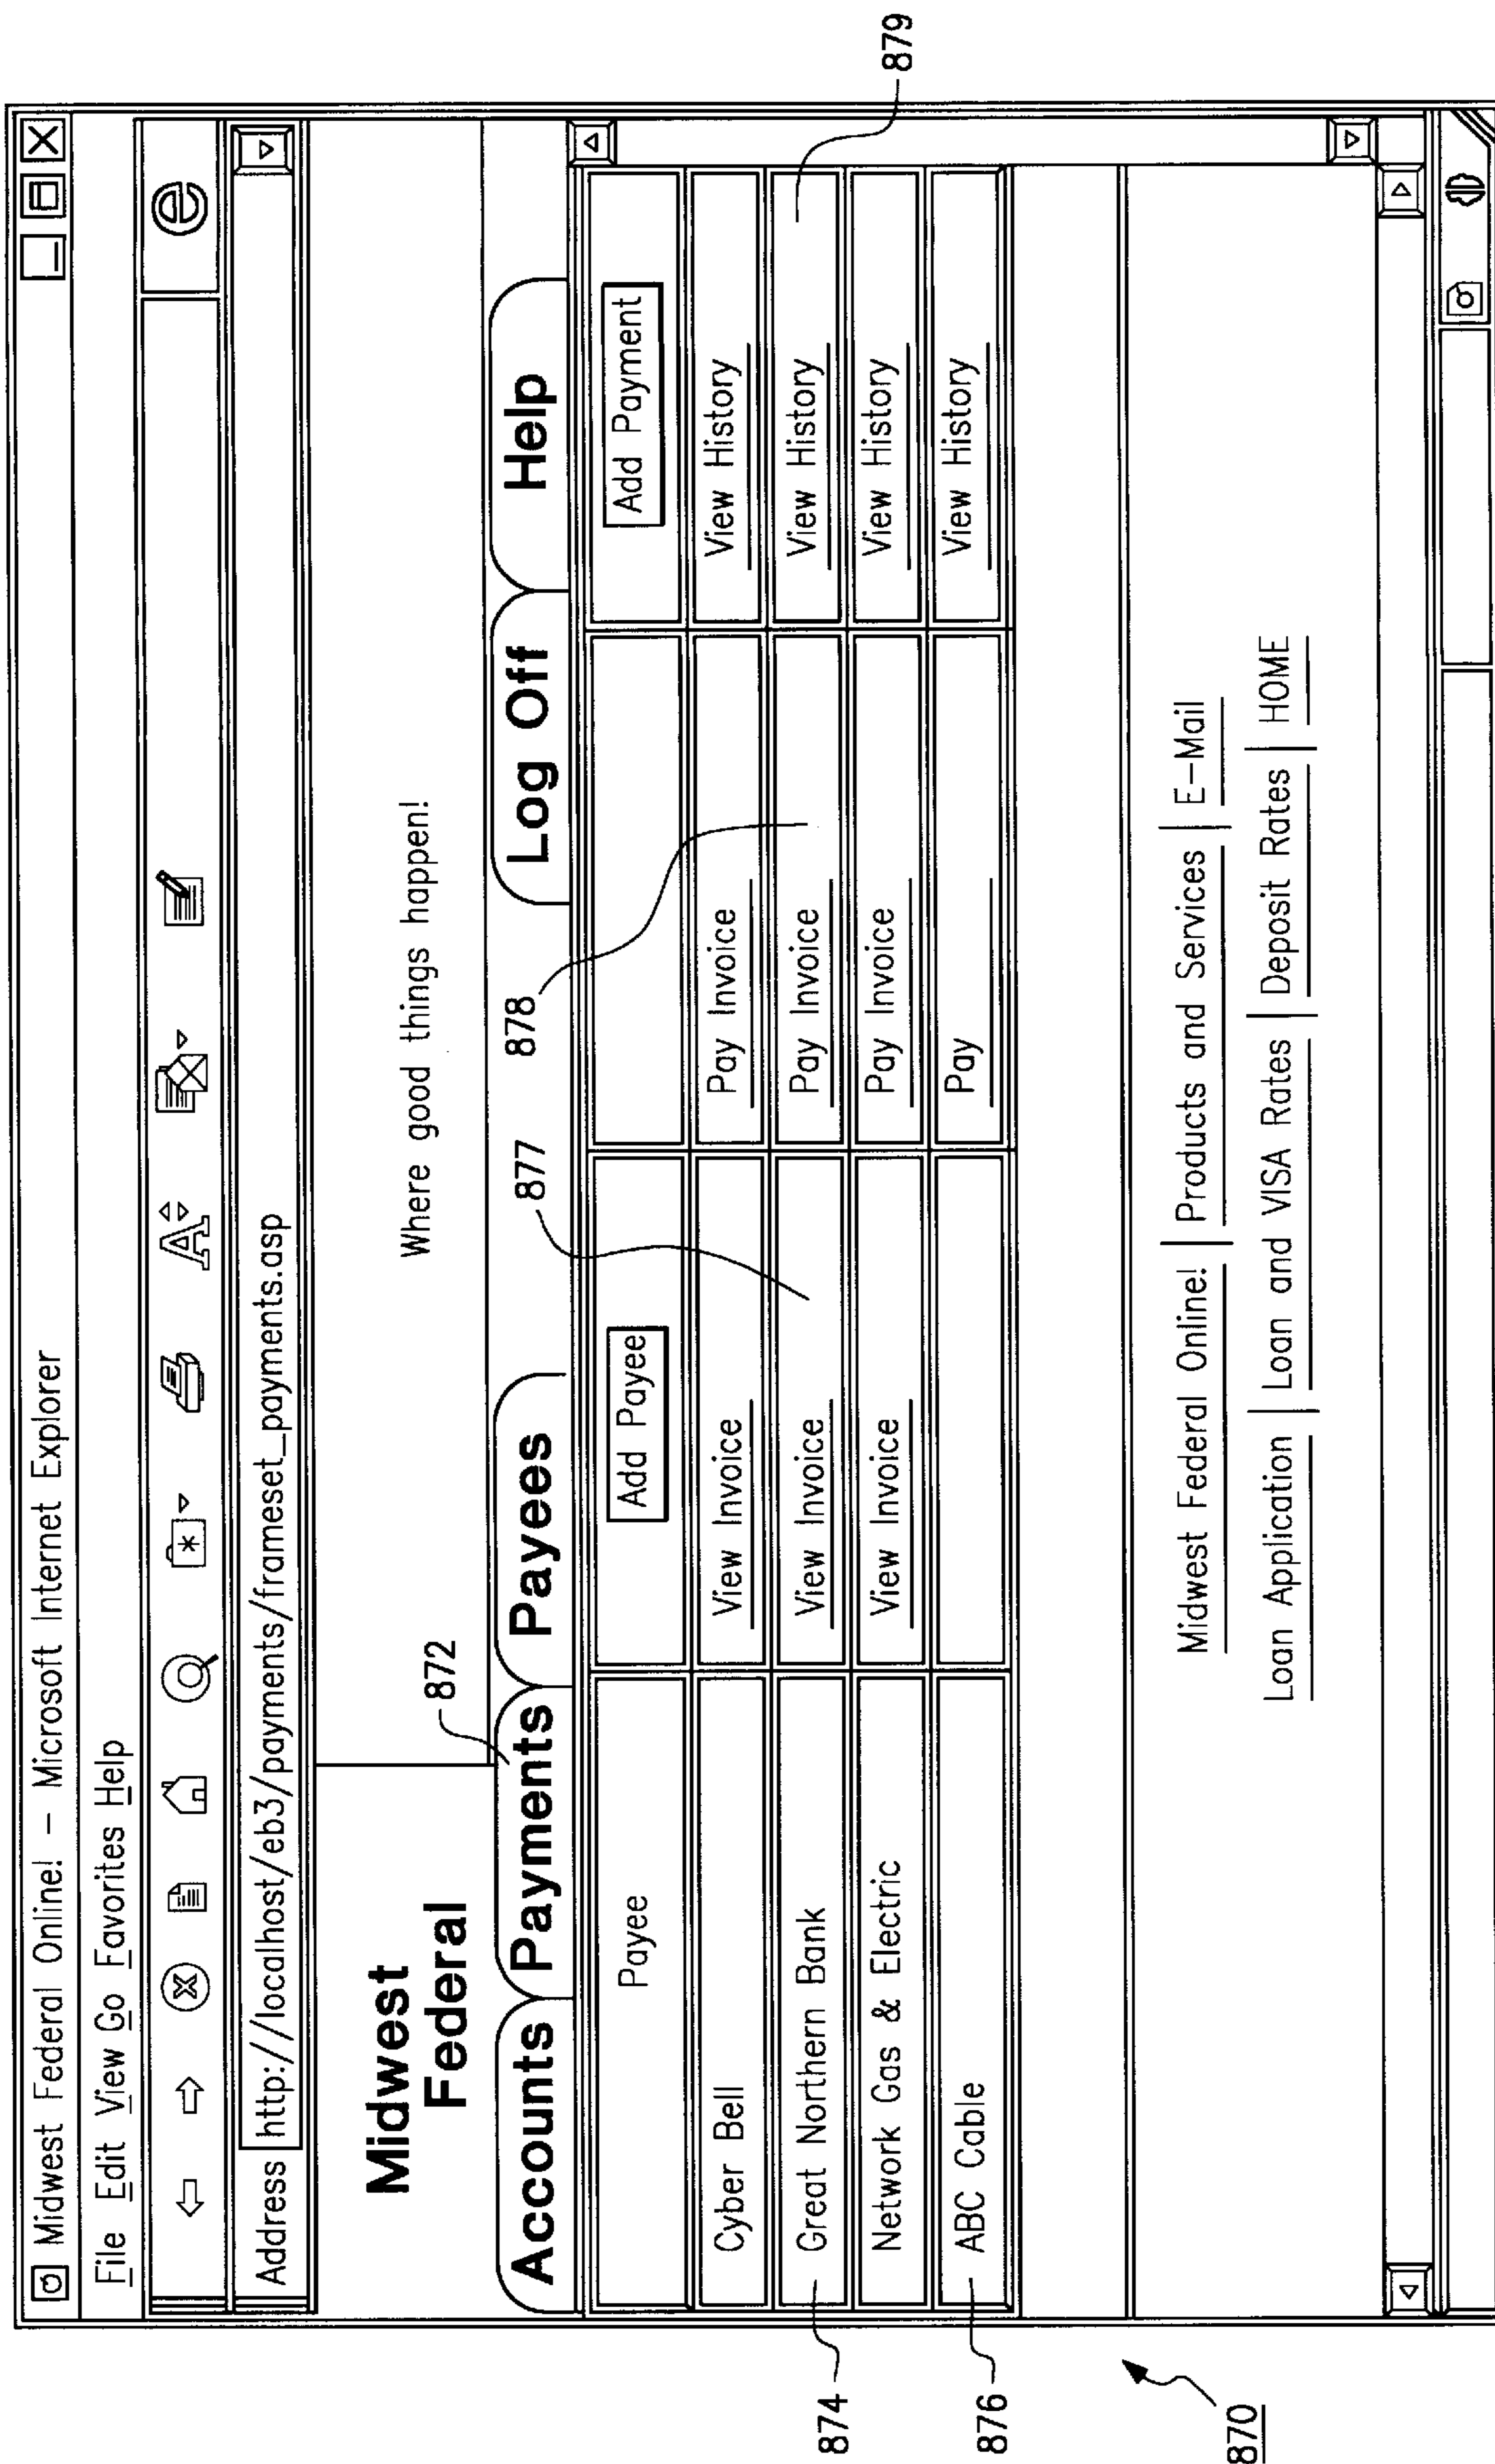 Midwest Federal Online! – Microsoft Internet Explorer
File Edit View Go Favorites Help
Address http://localhost/eb3/payments/frameset_payments.asp
Midwest
Federal
Where good things happen!
872
877
878
Accounts Payments Payees Log Off Help
Payee Add Payee Add Payment
Cyber Bell View Invoice Pay Invoice View History
874 Great Northern Bank View Invoice Pay Invoice View History 879
Network Gas & Electric View Invoice Pay Invoice View History
876 ABC Cable Pay View History
Midwest Federal Online! | Products and Services | E–Mail
Loan Application | Loan and VISA Rates | Deposit Rates | HOME
870